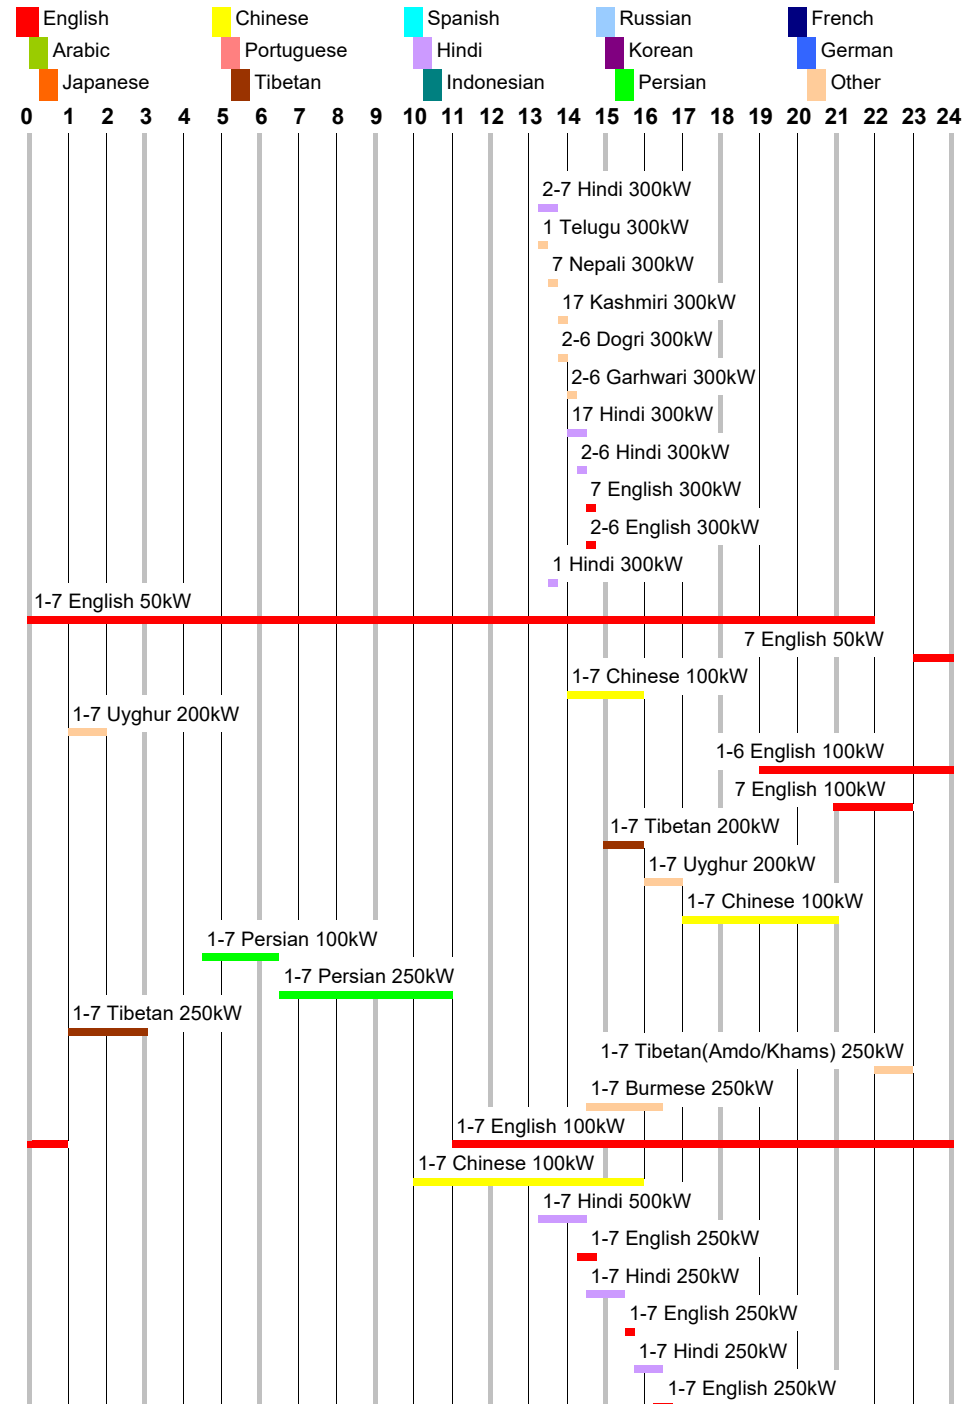 English Chinese Spanish Russian French
Arabic Portuguese Hindi Korean German
Japanese Tibetan Indonesian Persian Other
0 1 2 3 4 5 6 7 8 9 10 11 12 13 14 15 16 17 18 19 20 21 22 23 24
2-7 Hindi 300kW
1 Telugu 300kW
7 Nepali 300kW
17 Kashmiri 300kW
2-6 Dogri 300kW
2-6 Garhwari 300kW
17 Hindi 300kW
2-6 Hindi 300kW
7 English 300kW
2-6 English 300kW
1 Hindi 300kW
1-7 English 50kW
7 English 50kW
1-7 Chinese 100kW
1-7 Uyghur 200kW
1-6 English 100kW
7 English 100kW
1-7 Tibetan 200kW
1-7 Uyghur 200kW
1-7 Chinese 100kW
1-7 Persian 100kW
1-7 Persian 250kW
1-7 Tibetan 250kW
1-7 Tibetan(Amdo/Khams) 250kW
1-7 Burmese 250kW
1-7 English 100kW
1-7 Chinese 100kW
1-7 Hindi 500kW
1-7 English 250kW
1-7 Hindi 250kW
1-7 English 250kW
1-7 Hindi 250kW
1-7 English 250kW